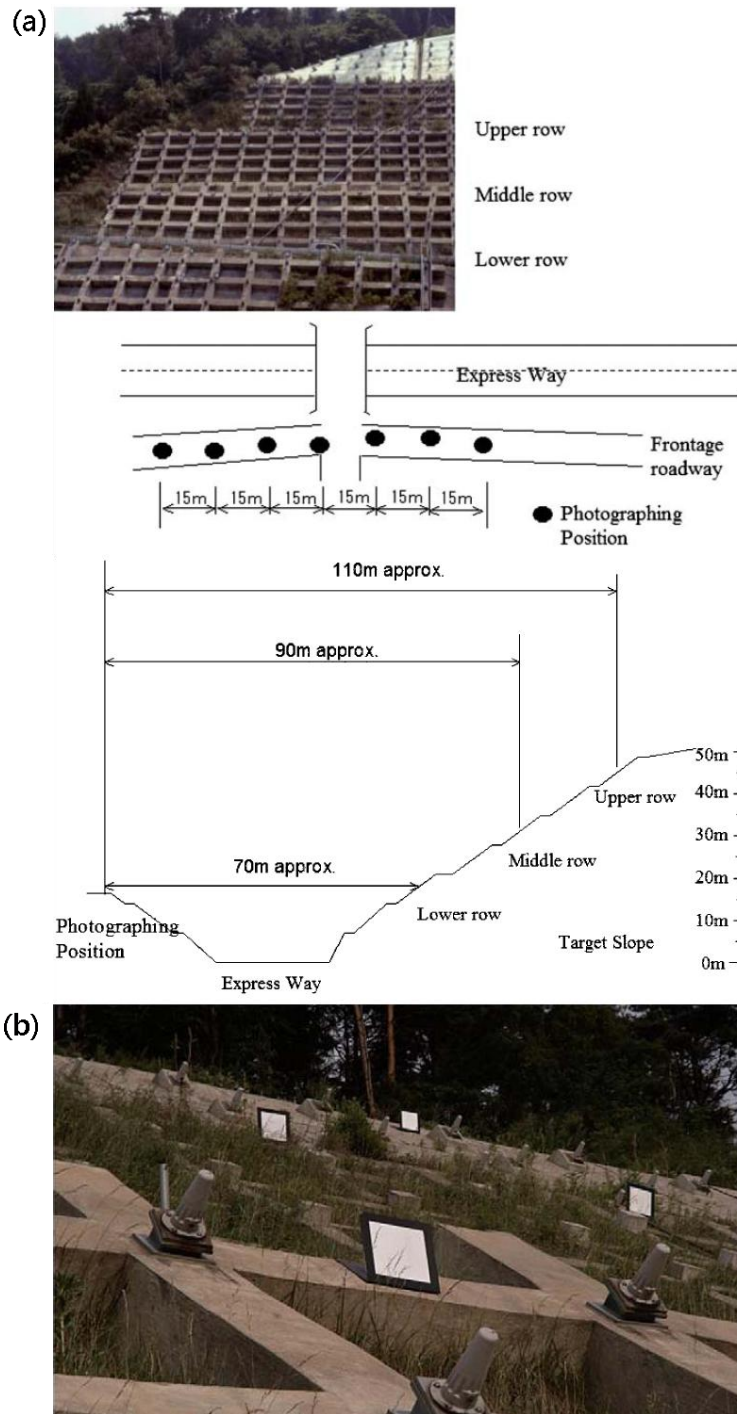 (a)
Upper row
Middle row
Lower row
Express Way
Frontage
roadway
15m 15m 15m 15m 15m 15m
Photographing
Position
110m approx.
90m approx.
50m
40m
Upper row
30m
Middle row
70m approx.
20m
Lower row
Photographing
Position
10m
Target Slope
0m
Express Way
(b)